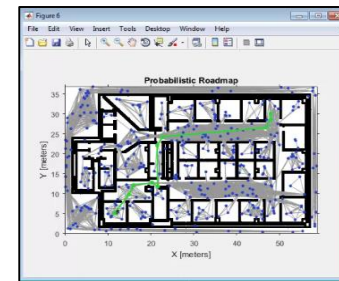 Figure 6
File Edit View Insert Tools Desktop Window Help
Probabilistic Roadmap
Y [meters]
35
30
25
20
15
10
5
0
0 10 20 30 40 50
X [meters]